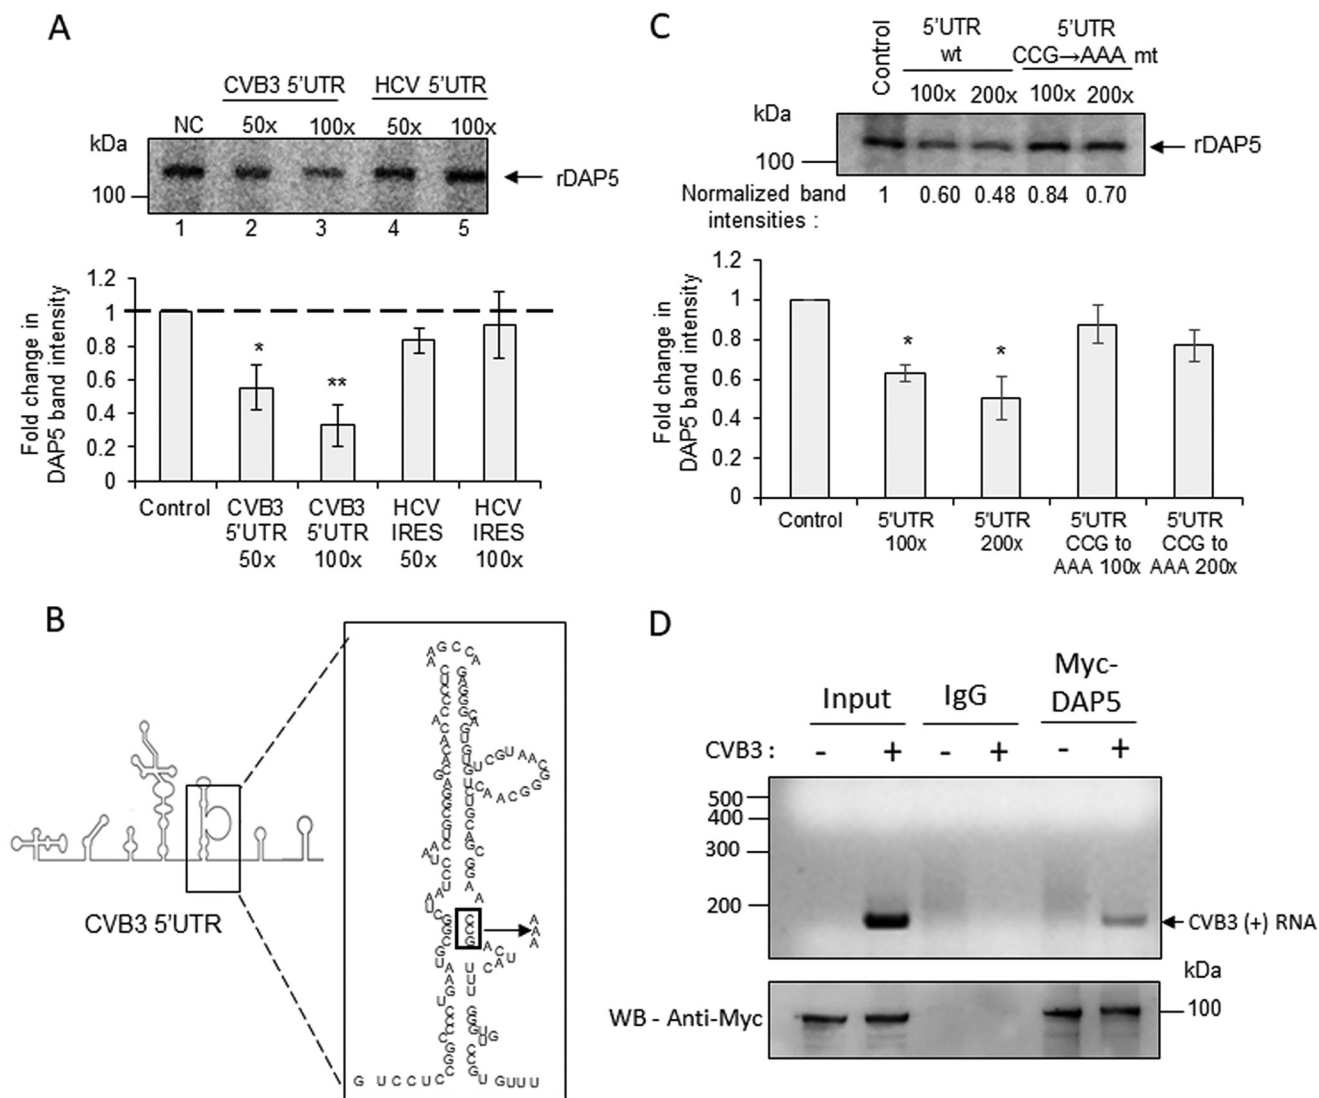 A
CVB3 5'UTR HCV 5'UTR
kDa NC 50x 100x 50x 100x
100
rDAP5
1 2 3 4 5
Fold change in
DAP5 band intensity
1.2
1
0.8
0.6
0.4
0.2
0
*
**
Control CVB3 CVB3 HCV HCV
5'UTR 5'UTR IRES IRES
50x 100x 50x 100x
B
CVB3 5'UTR
G UCCUC
GUUU
AAA
CCG
C
Control
5'UTR 5'UTR
wt CCG→AAA mt
kDa 100x 200x 100x 200x
100
rDAP5
Normalized band 1 0.60 0.48 0.84 0.70
intensities :
Fold change in
DAP5 band intensity
1.2
1
0.8
0.6
0.4
0.2
0
*
*
Control 5'UTR 5'UTR 5'UTR 5'UTR
100x 200x CCG to CCG to
AAA 100x AAA 200x
D
Myc-
Input IgG DAP5
CVB3 : - + - + - +
500
400
300
200
CVB3 (+) RNA
kDa
WB - Anti-Myc
100